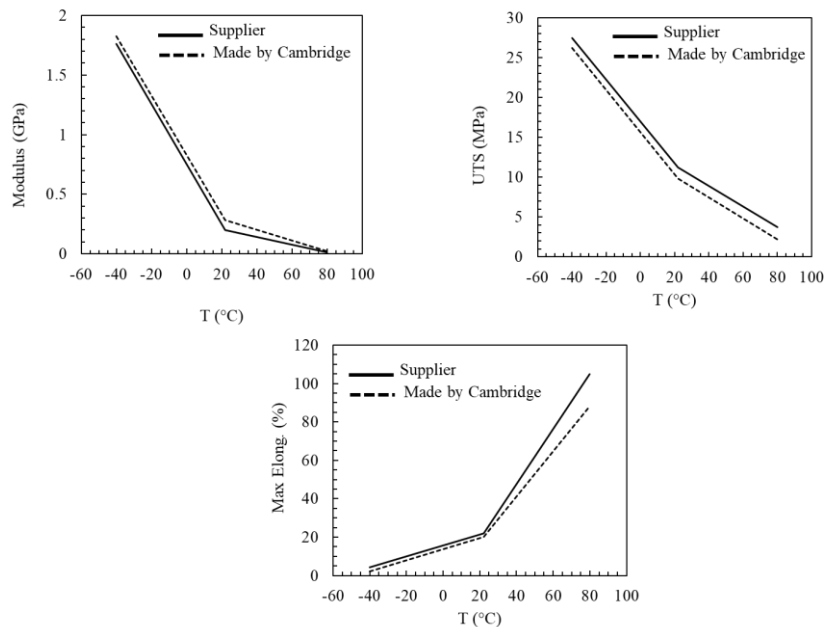 Modulus (GPa)
2
1.5
1
0.5
0
Supplier
Made by Cambridge
-60 -40 -20 0 20 40 60 80 100
T (°C)
UTS (MPa)
30
25
20
15
10
5
0
Supplier
Made by Cambridge
-60 -40 -20 0 20 40 60 80 100
T (°C)
Max Elong. (%)
120
100
80
60
40
20
0
Supplier
Made by Cambridge
-60 -40 -20 0 20 40 60 80 100
T (°C)